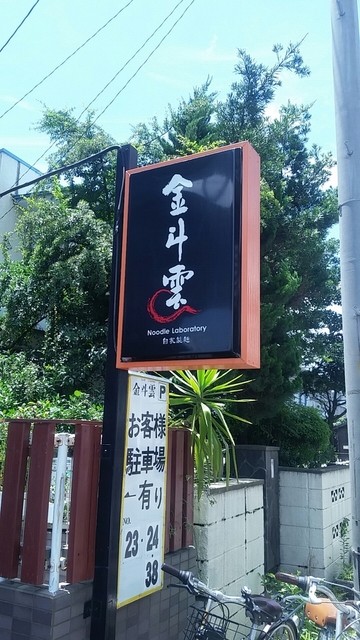 金斗雲
Noodle Laboratory
自家製麺
金斗雲 P
お客様
駐車場
←有り
NO.
23・24
38